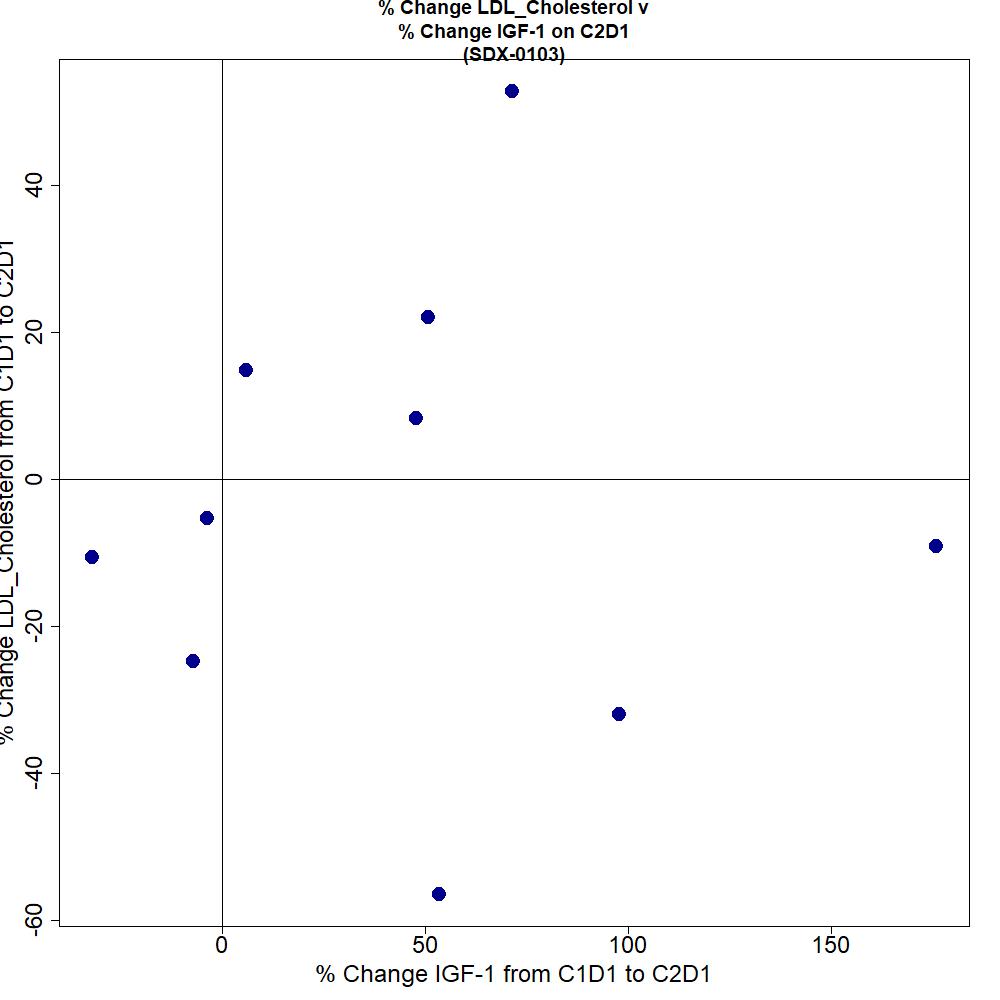 % Change LDL_Cholesterol v
% Change IGF-1 on C2D1
(SDX-0103)
% Change LDL_Cholesterol from C1D1 to C2D1
40
20
0
-20
-40
-60
0 50 100 150
% Change IGF-1 from C1D1 to C2D1